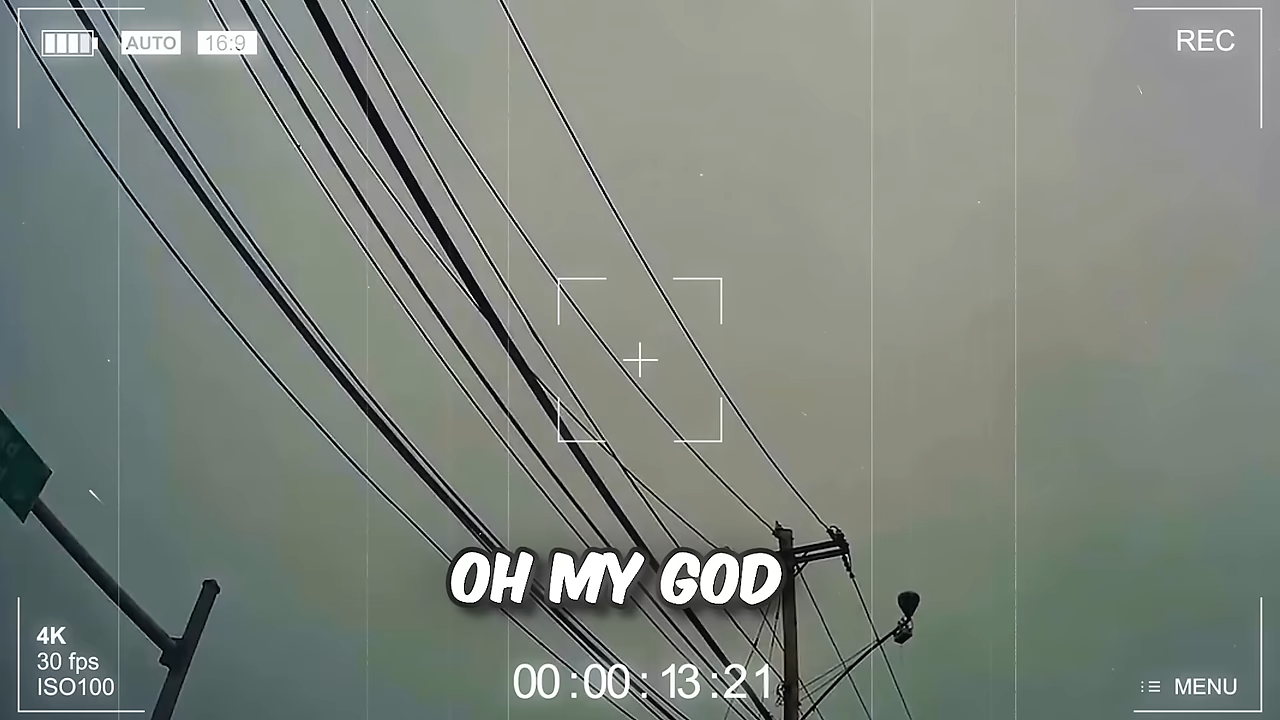 AUTO
16:9
REC
OH MY GOD
4K
30 fps
ISO100
00:00:13:21
MENU